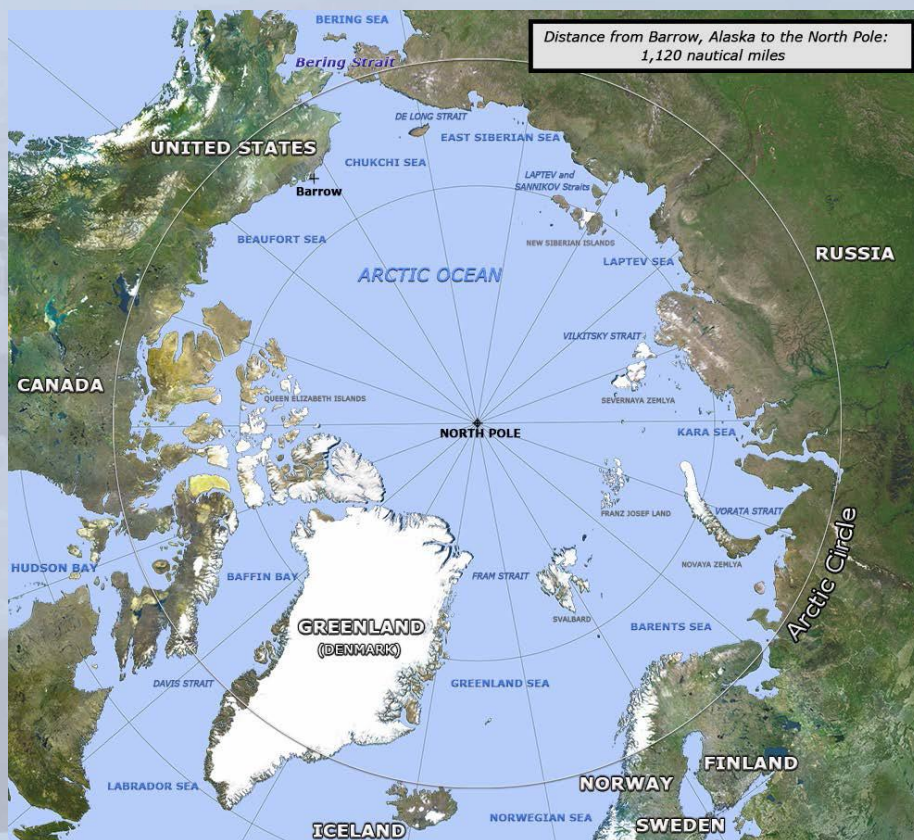 BERING SEA
Distance from Barrow, Alaska to the North Pole:
1,120 nautical miles
Bering Strait
DE LONG STRAIT
EAST SIBERIAN SEA
UNITED STATES
CHUKCHI SEA
LAPTEV and
SANNIKOV Straits
Barrow
BEAUFORT SEA
NEW SIBERIAN ISLANDS
RUSSIA
LAPTEV SEA
ARCTIC OCEAN
VILKITSKY STRAIT
CANADA
QUEEN ELIZABETH ISLANDS
SEVERNAYA ZEMLYA
NORTH POLE
KARA SEA
VORATA STRAIT
FRANZ JOSEF LAND
Arctic Circle
HUDSON BAY
BAFFIN BAY
FRAM STRAIT
NOVAYA ZEMLYA
SVALBARD
GREENLAND
(DENMARK)
BARENTS SEA
DAVIS STRAIT
GREENLAND SEA
LABRADOR SEA
NORWAY
FINLAND
ICELAND
NORWEGIAN SEA
SWEDEN